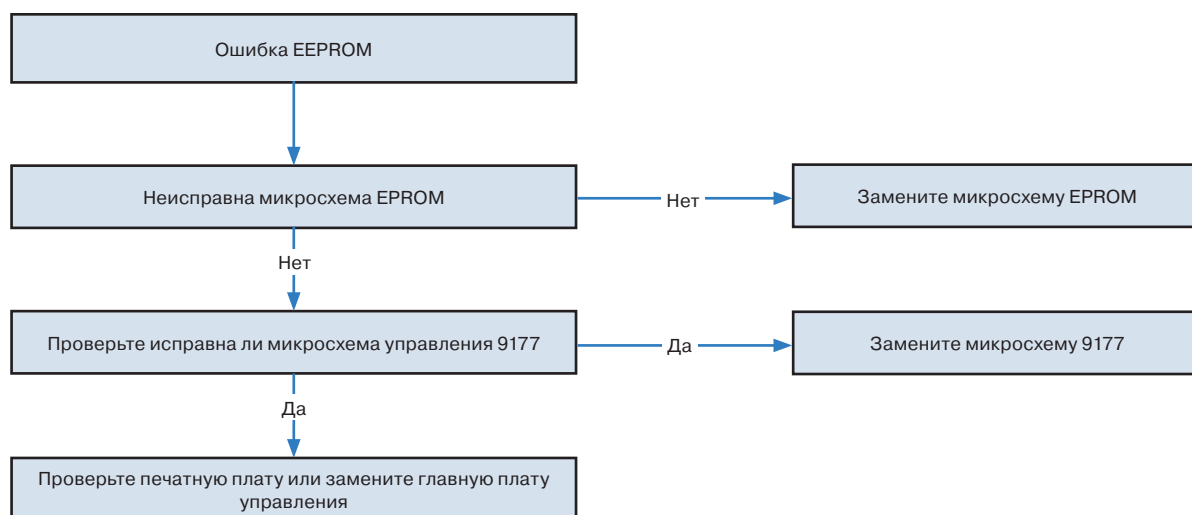 Ошибка EEPROM
Неисправна микросхема EPROM
Нет
Замените микросхему EPROM
Нет
Проверьте исправна ли микросхема управления 9177
Да
Замените микросхему 9177
Да
Проверьте печатную плату или замените главную плату
управления